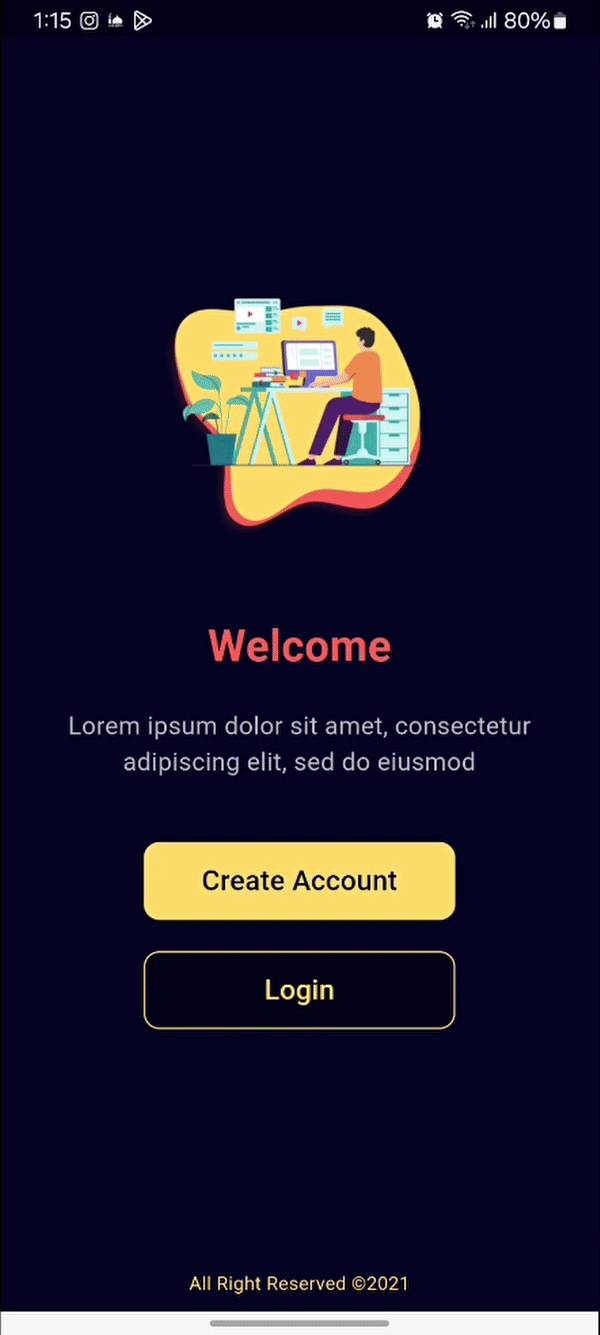 1:15
80%
Welcome
Lorem ipsum dolor sit amet, consectetur
adipiscing elit, sed do eiusmod
Create Account
Login
All Right Reserved ©2021